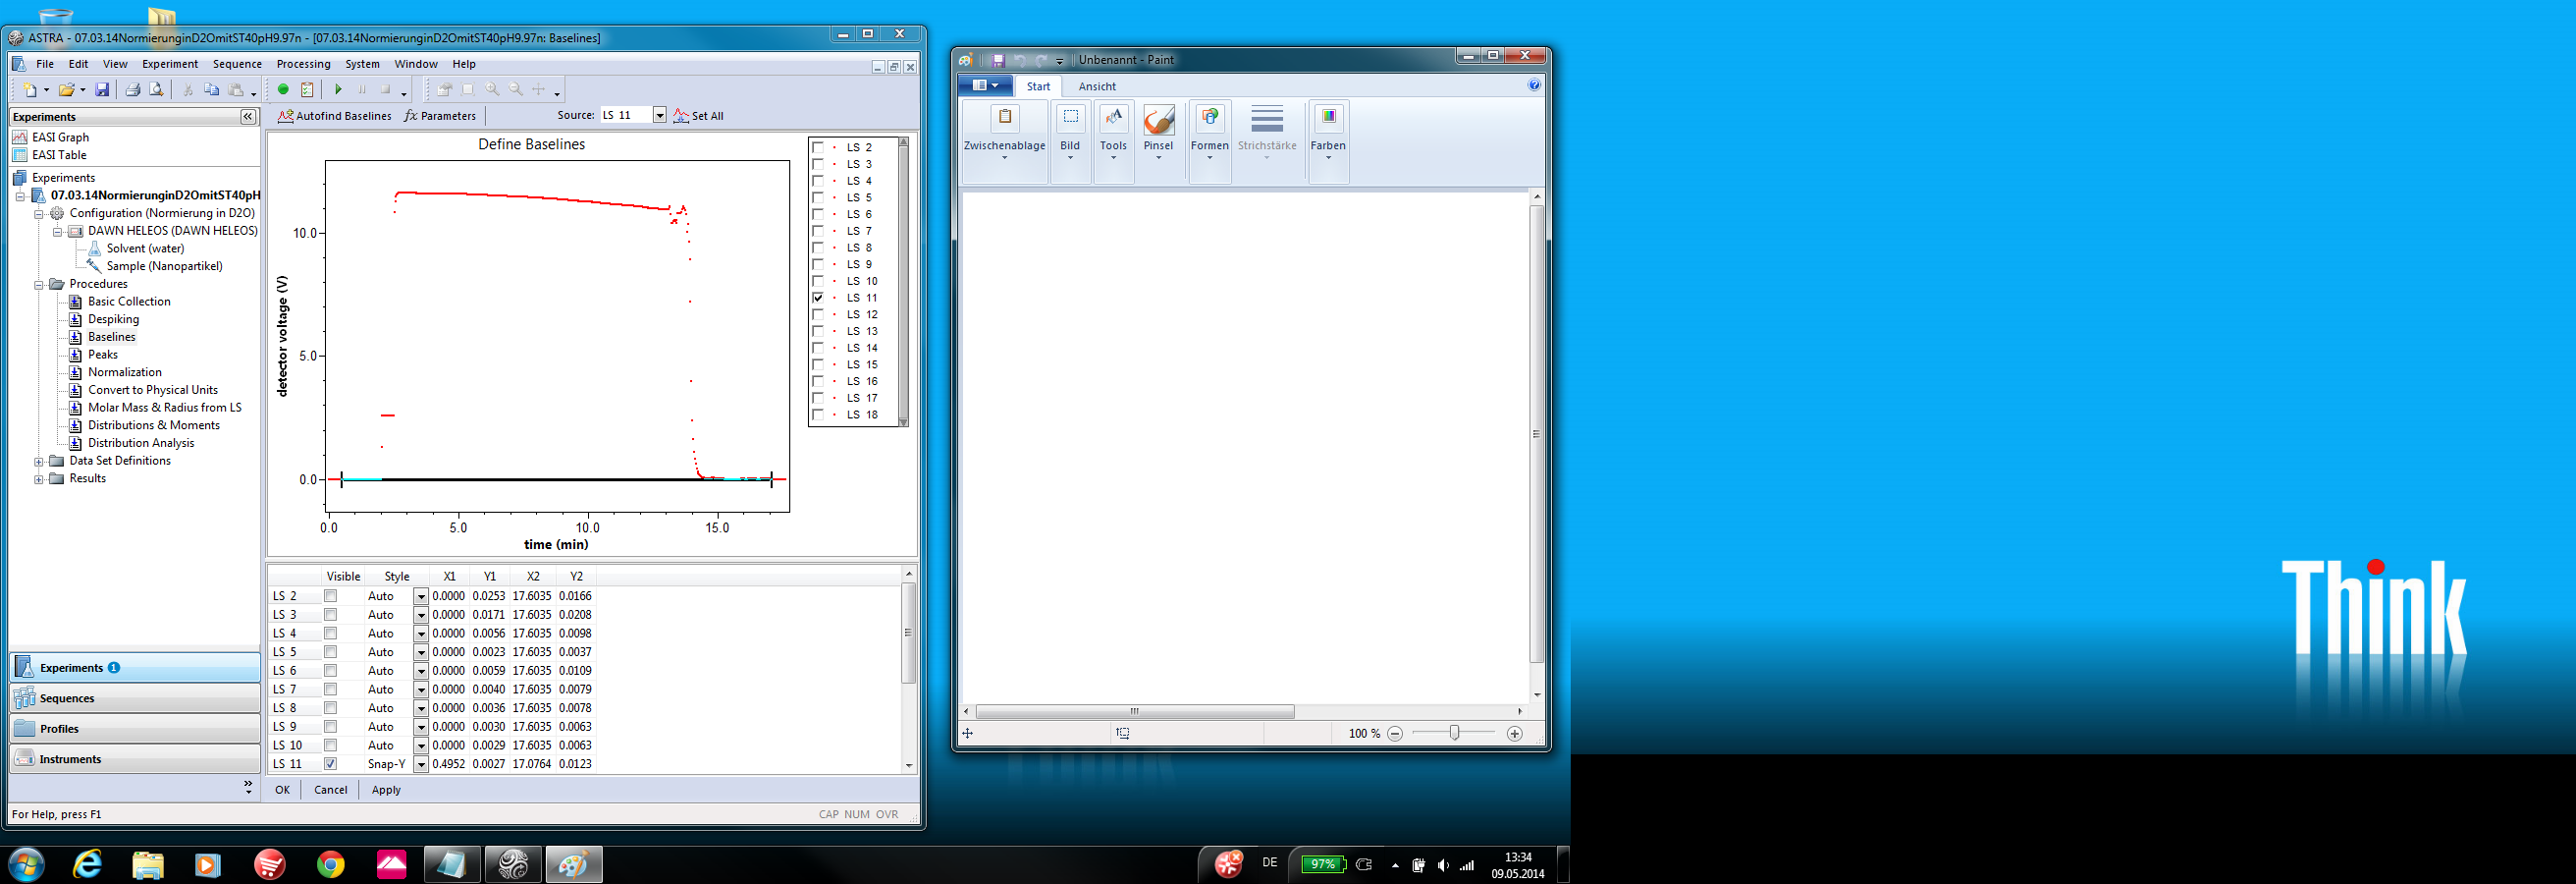 ASTRA - 07.03.14NormierunginD2OmitST40pH9.97n - [07.03.14NormierunginD2OmitST40pH9.97n: Baselines]
File Edit View Experiment Sequence Processing System Window Help
Experiments
EASI Graph
EASI Table
Experiments
07.03.14NormierunginD2OmitST40pH
Configuration (Normierung in D2O)
DAWN HELEOS (DAWN HELEOS)
Solvent (water)
Sample (Nanopartikel)
Procedures
Basic Collection
Despiking
Baselines
Peaks
Normalization
Convert to Physical Units
Molar Mass & Radius from LS
Distributions & Moments
Distribution Analysis
Data Set Definitions
Results
Experiments 1
Sequences
Profiles
Instruments
Autofind Baselines fx Parameters Source: LS 11 Set All
Define Baselines
detector voltage (V)
10.0
5.0
0.0
0.0 5.0 10.0 15.0
time (min)
LS 2
LS 3
LS 4
LS 5
LS 6
LS 7
LS 8
LS 9
LS 10
LS 11
LS 12
LS 13
LS 14
LS 15
LS 16
LS 17
LS 18
Visible Style X1 Y1 X2 Y2
LS 2 Auto 0.0000 0.0253 17.6035 0.0166
LS 3 Auto 0.0000 0.0171 17.6035 0.0208
LS 4 Auto 0.0000 0.0056 17.6035 0.0098
LS 5 Auto 0.0000 0.0023 17.6035 0.0037
LS 6 Auto 0.0000 0.0059 17.6035 0.0109
LS 7 Auto 0.0000 0.0040 17.6035 0.0079
LS 8 Auto 0.0000 0.0036 17.6035 0.0078
LS 9 Auto 0.0000 0.0030 17.6035 0.0063
LS 10 Auto 0.0000 0.0029 17.6035 0.0063
LS 11 Snap-Y 0.4952 0.0027 17.0764 0.0123
OK Cancel Apply
For Help, press F1
CAP NUM OVR
Unbenannt - Paint
Start Ansicht
Zwischenablage Bild Tools Pinsel Formen Strichstärke Farben
100 %
Think
DE
97%
13:34
09.05.2014